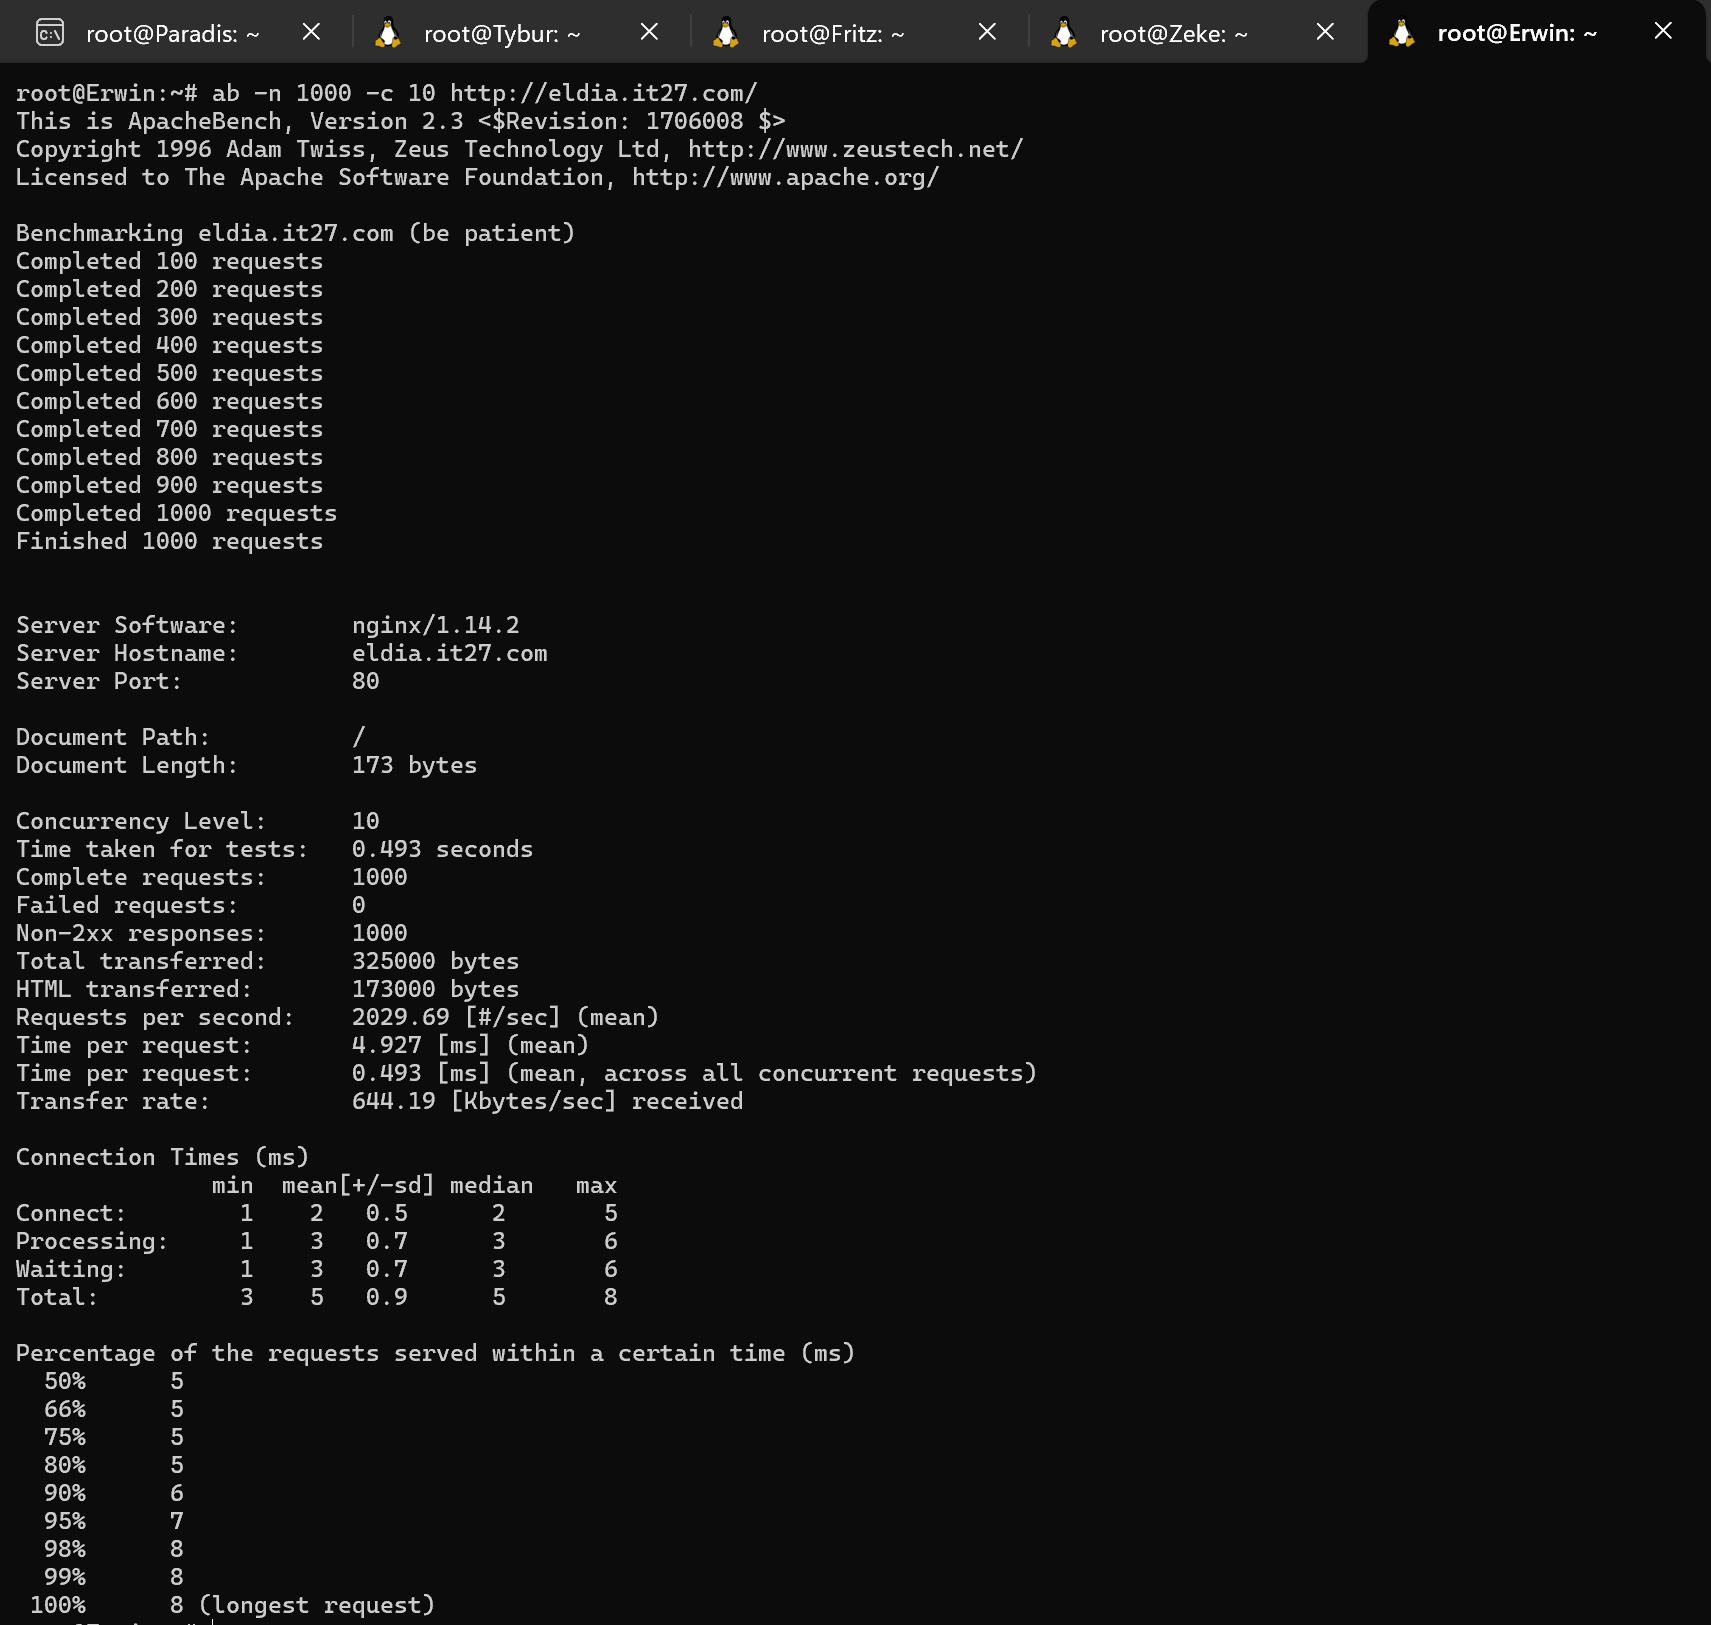 root@Paradis: ~ root@Tybur: ~ root@Fritz: ~ root@Zeke: ~ root@Erwin: ~
root@Erwin:~# ab -n 1000 -c 10 http://eldia.it27.com/
This is ApacheBench, Version 2.3 <$Revision: 1706008 $>
Copyright 1996 Adam Twiss, Zeus Technology Ltd, http://www.zeustech.net/
Licensed to The Apache Software Foundation, http://www.apache.org/

Benchmarking eldia.it27.com (be patient)
Completed 100 requests
Completed 200 requests
Completed 300 requests
Completed 400 requests
Completed 500 requests
Completed 600 requests
Completed 700 requests
Completed 800 requests
Completed 900 requests
Completed 1000 requests
Finished 1000 requests

Server Software:        nginx/1.14.2
Server Hostname:        eldia.it27.com
Server Port:            80

Document Path:          /
Document Length:        173 bytes

Concurrency Level:      10
Time taken for tests:   0.493 seconds
Complete requests:      1000
Failed requests:        0
Non-2xx responses:      1000
Total transferred:      325000 bytes
HTML transferred:       173000 bytes
Requests per second:    2029.69 [#/sec] (mean)
Time per request:       4.927 [ms] (mean)
Time per request:       0.493 [ms] (mean, across all concurrent requests)
Transfer rate:          644.19 [Kbytes/sec] received

Connection Times (ms)
              min  mean[+/-sd] median   max
Connect:        1    2   0.5      2       5
Processing:     1    3   0.7      3       6
Waiting:        1    3   0.7      3       6
Total:          3    5   0.9      5       8

Percentage of the requests served within a certain time (ms)
  50%      5
  66%      5
  75%      5
  80%      5
  90%      6
  95%      7
  98%      8
  99%      8
 100%      8 (longest request)